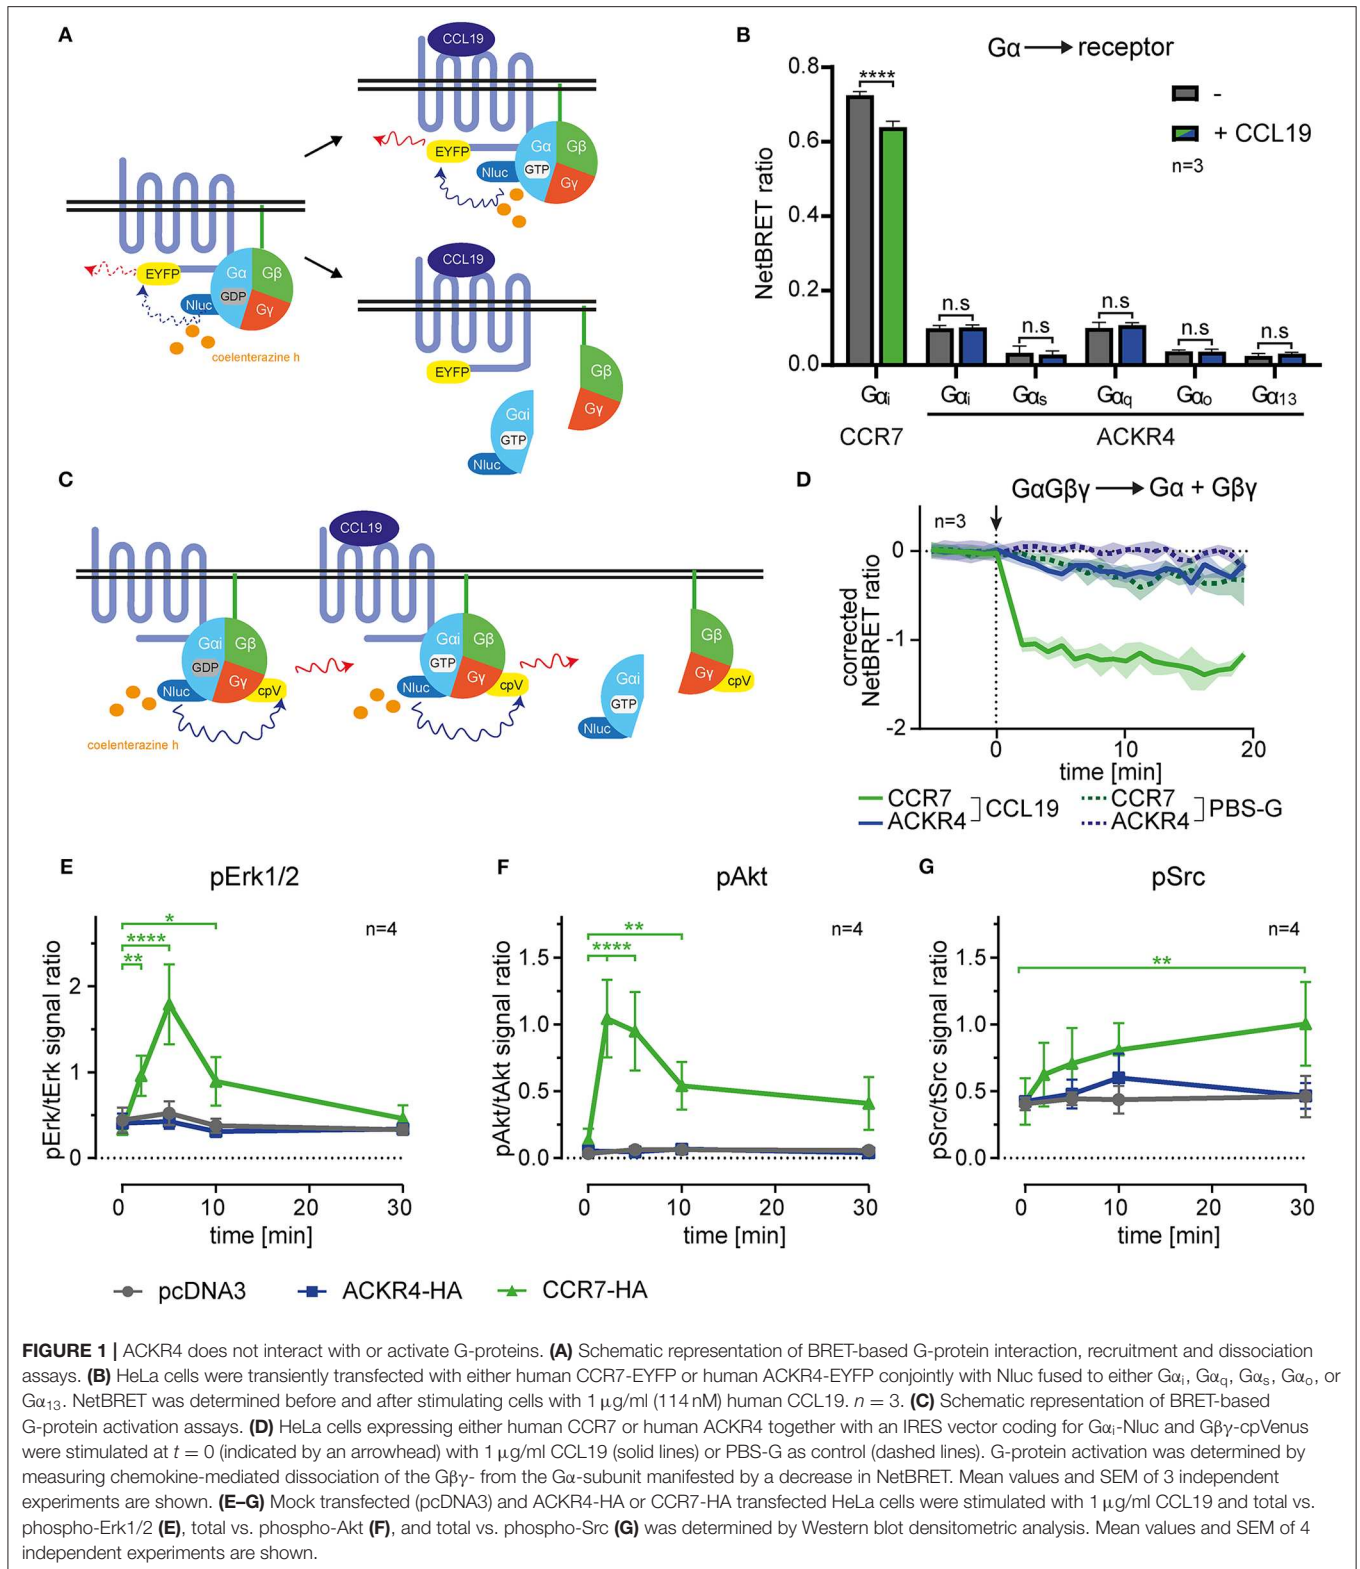 A
CCL19
EYFP
Gα
Gβ
Nluc
GTP
Gγ
EYFP
Gα
Gβ
GDP
Nluc
Gγ
coelenterazine h
CCL19
EYFP
Gβ
Gγ
Gαi
GTP
Nluc
B
Gα → receptor
NetBRET ratio
0.8
0.6
0.4
0.2
0.0
****
n.s
n.s
n.s
n.s
n.s
-
+ CCL19
n=3
Gαi Gαi Gαs Gαq Gαo Gα13
CCR7 ACKR4
C
CCL19
Gαi
Gβ
GDP
Gγ
Nluc
cpV
coelenterazine h
Gαi
Gβ
GTP
Gγ
Nluc
cpV
Gαi
GTP
Nluc
Gβ
Gγ
cpV
D
GαGβγ → Gα + Gβγ
n=3
corrected
NetBRET ratio
0
-1
-2
0 10 20
time [min]
CCR7
ACKR4
CCL19
CCR7
ACKR4
PBS-G
E
pErk1/2
pErk/tErk signal ratio
n=4
*
****
**
2
1
0
0 10 20 30
time [min]
F
pAkt
pAkt/tAkt signal ratio
n=4
**
****
1.5
1.0
0.5
0.0
0 10 20 30
time [min]
G
pSrc
pSrc/tSrc signal ratio
n=4
**
1.5
1.0
0.5
0.0
0 10 20 30
time [min]
pcDNA3 ACKR4-HA CCR7-HA
FIGURE 1 | ACKR4 does not interact with or activate G-proteins. (A) Schematic representation of BRET-based G-protein interaction, recruitment and dissociation
assays. (B) HeLa cells were transiently transfected with either human CCR7-EYFP or human ACKR4-EYFP conjointly with Nluc fused to either Gαi, Gαq, Gαs, Gαo, or
Gα13. NetBRET was determined before and after stimulating cells with 1 µg/ml (114 nM) human CCL19. n = 3. (C) Schematic representation of BRET-based
G-protein activation assays. (D) HeLa cells expressing either human CCR7 or human ACKR4 together with an IRES vector coding for Gαi-Nluc and Gβγ-cpVenus
were stimulated at t = 0 (indicated by an arrowhead) with 1 µg/ml CCL19 (solid lines) or PBS-G as control (dashed lines). G-protein activation was determined by
measuring chemokine-mediated dissociation of the Gβγ- from the Gα-subunit manifested by a decrease in NetBRET. Mean values and SEM of 3 independent
experiments are shown. (E–G) Mock transfected (pcDNA3) and ACKR4-HA or CCR7-HA transfected HeLa cells were stimulated with 1 µg/ml CCL19 and total vs.
phospho-Erk1/2 (E), total vs. phospho-Akt (F), and total vs. phospho-Src (G) was determined by Western blot densitometric analysis. Mean values and SEM of 4
independent experiments are shown.